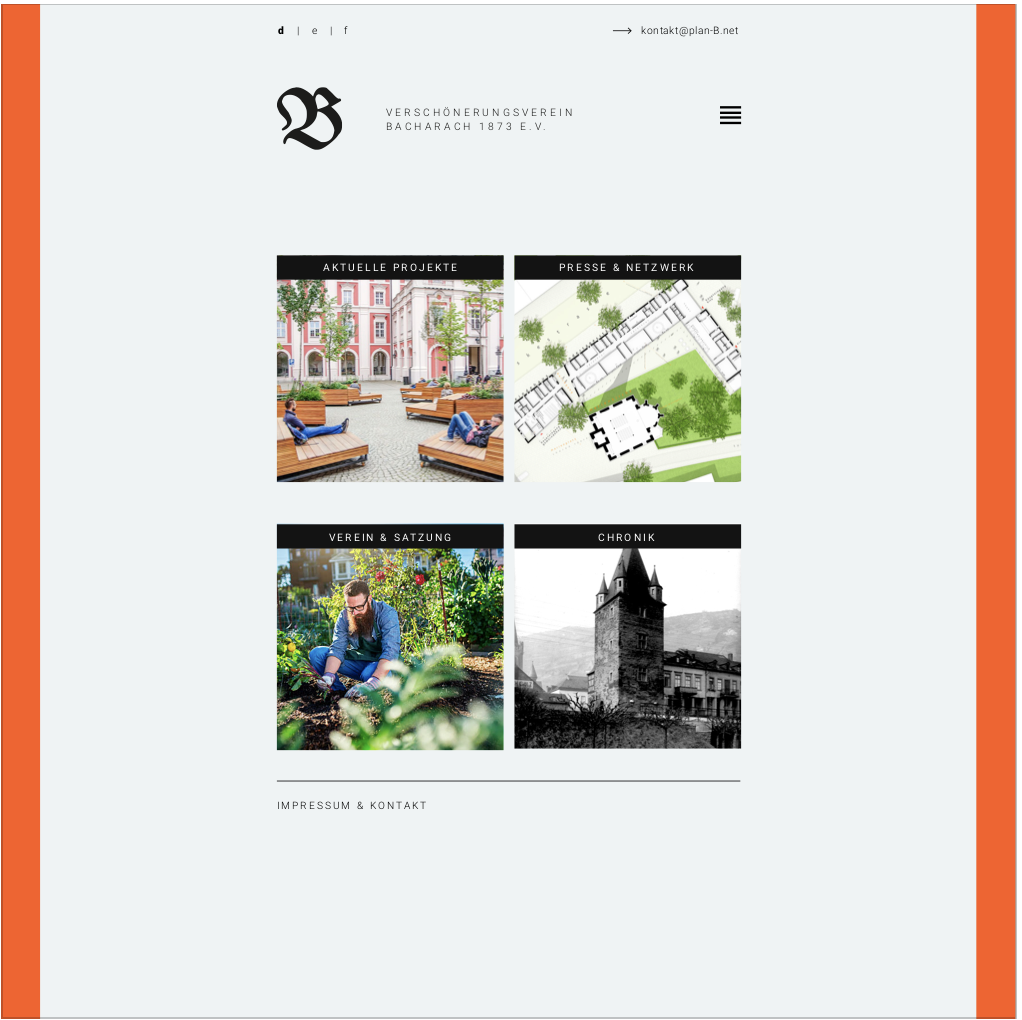 d | e | f
kontakt@plan-B.net
B
VERSCHÖNERUNGSVEREIN
BACHARACH 1873 E.V.
AKTUELLE PROJEKTE
PRESSE & NETZWERK
VEREIN & SATZUNG
CHRONIK
IMPRESSUM & KONTAKT